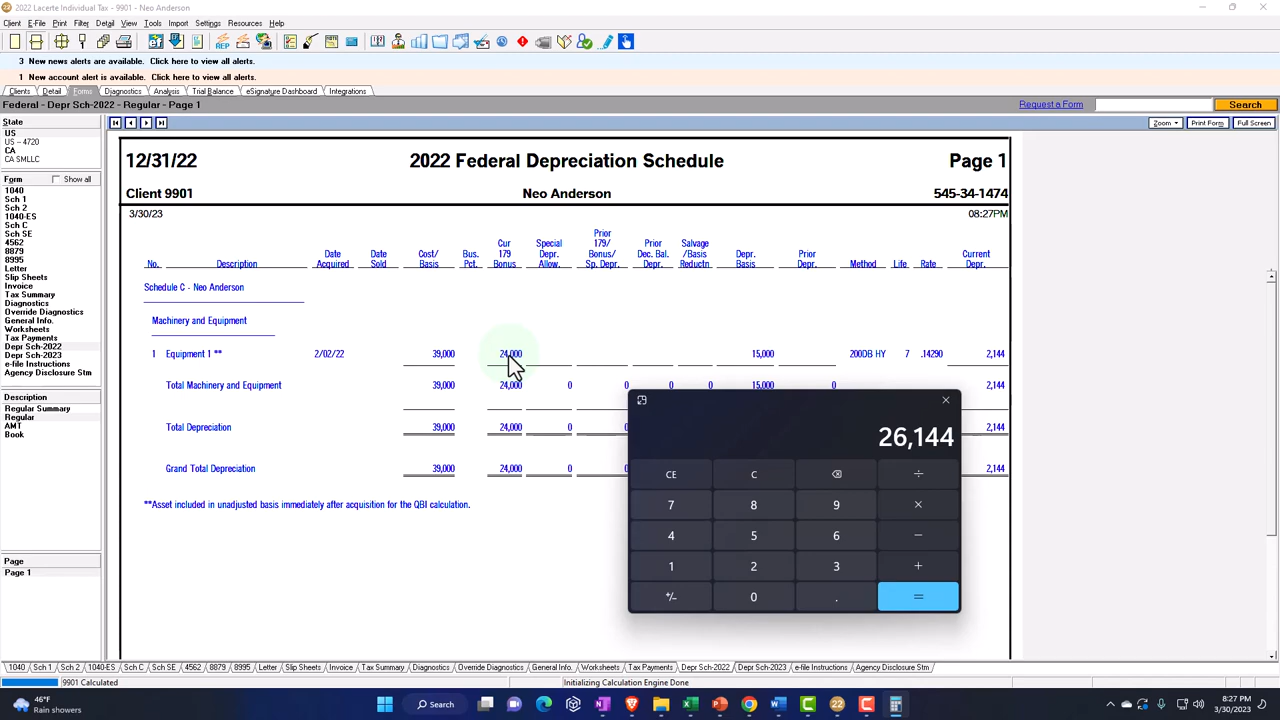 2022 Lacerte Individual Tax - 9901 - Neo Anderson
Client E-File Print Filter Detail View Tools Import Settings Resources Help
REP
3 New news alerts are available. Click here to view all alerts.
1 New account alert is available. Click here to view all alerts.
Clients Detail Forms Diagnostics Analysis Trial Balance eSignature Dashboard Integrations
Federal - Depr Sch-2022 - Regular - Page 1 Request a Form Search
State
US
US – 4720
CA
CA SMLLC
Form Show all
1040
Sch 1
Sch 2
1040-ES
Sch C
Sch SE
4562
8879
8995
Letter
Slip Sheets
Invoice
Tax Summary
Diagnostics
Override Diagnostics
General Info.
Worksheets
Tax Payments
Depr Sch-2022
Depr Sch-2023
e-file Instructions
Agency Disclosure Stm
Description
Regular Summary
Regular
AMT
Book
Page
Page 1
Zoom Print Form Full Screen
12/31/22 2022 Federal Depreciation Schedule Page 1
Client 9901 Neo Anderson 545-34-1474
3/30/23 08:27PM
No. Description Date Acquired Date Sold Cost/ Basis Bus. Pct. Cur 179 Bonus Special Depr. Allow. Prior 179/ Bonus/ Sp. Depr. Prior Dec. Bal. Depr. Salvage /Basis Reductn Depr. Basis Prior Depr. Method Life Rate Current Depr.
Schedule C - Neo Anderson
Machinery and Equipment
1 Equipment 1 ** 2/02/22 39,000 24,000 15,000 200DB HY 7 .14290 2,144
Total Machinery and Equipment 39,000 24,000 0 0 0 0 15,000 0 2,144
Total Depreciation 39,000 24,000 0 0 2,144
Grand Total Depreciation 39,000 24,000 0 0 2,144
**Asset included in unadjusted basis immediately after acquisition for the QBI calculation.
26,144
CE C ⌫ ÷
7 8 9 ×
4 5 6 −
1 2 3 +
+/− 0 . =
1040 Sch 1 Sch 2 1040-ES Sch C Sch SE 4562 8879 8995 Letter Slip Sheets Invoice Tax Summary Diagnostics Override Diagnostics General Info. Worksheets Tax Payments Depr Sch-2022 Depr Sch-2023 e-file Instructions Agency Disclosure Stm
9901 Calculated Initializing Calculation Engine Done
46°F
Rain showers
Search
8:27 PM
3/30/2023